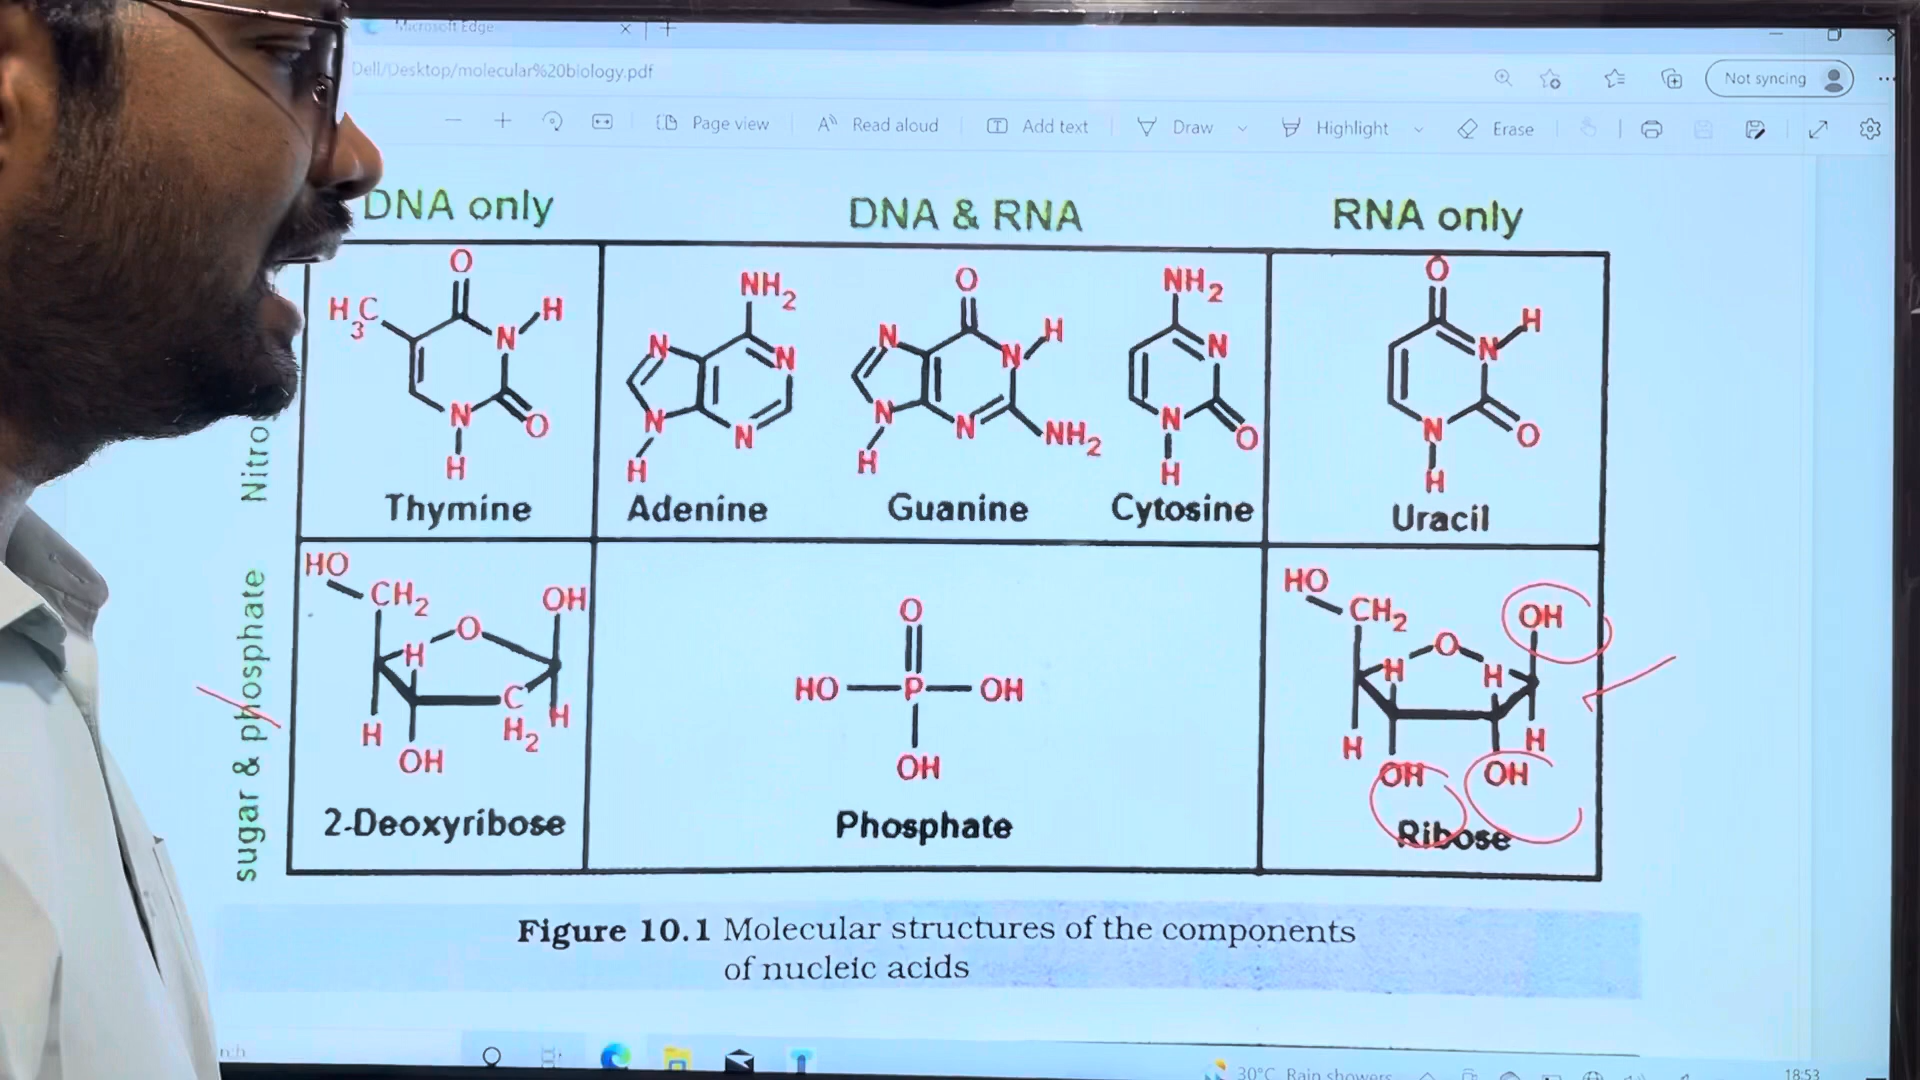 Microsoft Edge
Dell/Desktop/molecular%20biology.pdf
Not syncing
Page view
Read aloud
Add text
Draw
Highlight
Erase
DNA only
DNA & RNA
RNA only
O
H3C
H
N
N
O
H
Thymine
NH2
N
N
N
N
H
Adenine
O
N
H
N
N
N
NH2
H
Guanine
NH2
N
N
O
H
Cytosine
O
H
N
N
O
H
Uracil
sugar & phosphate
HO
CH2
OH
O
H
C
H2
H
H
OH
2-Deoxyribose
O
HO
P
OH
OH
Phosphate
HO
CH2
OH
O
H
H
H
H
OH
OH
Ribose
Figure 10.1 Molecular structures of the components
of nucleic acids
30°C Rain showers
18:53